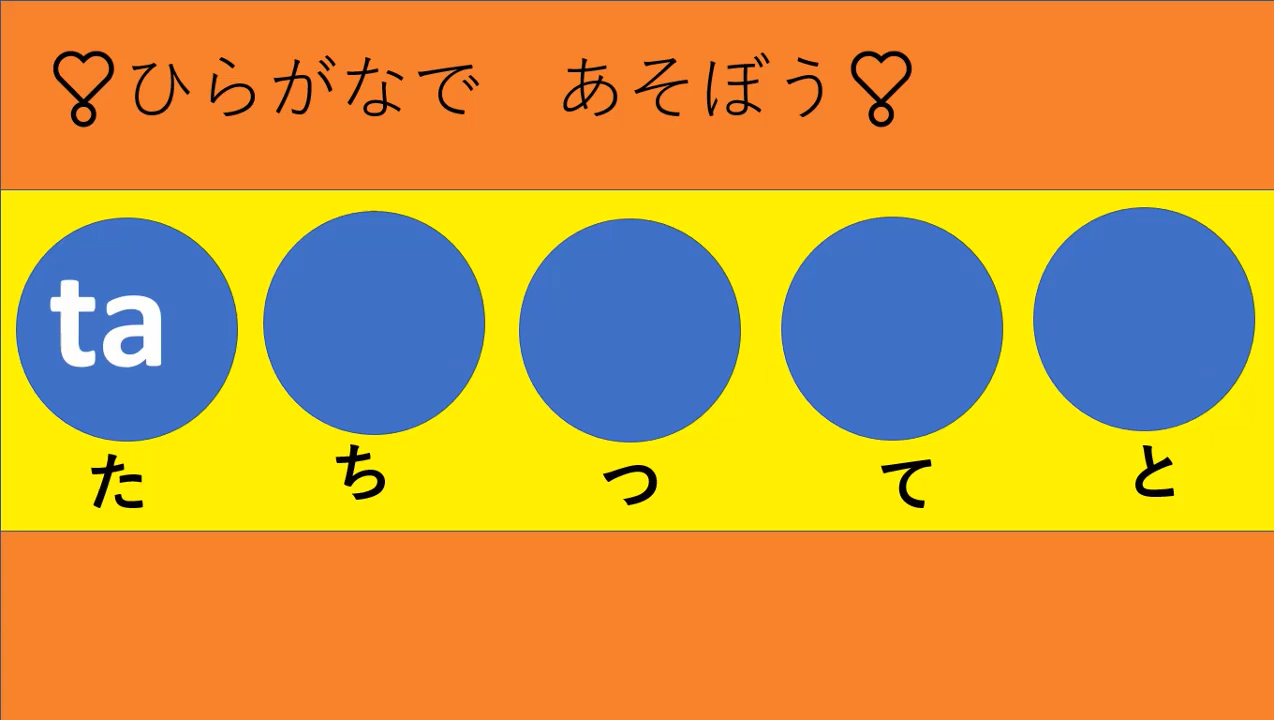 ❣ひらがなで　あそぼう❣
ta
た ち つ て と